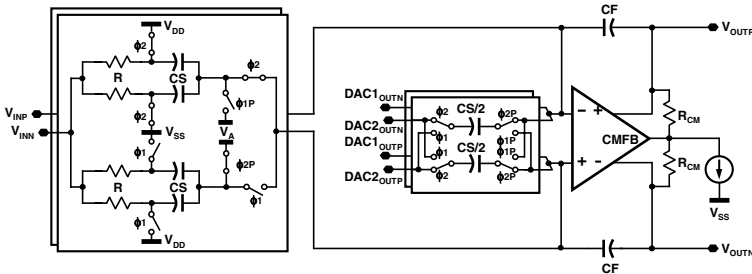 V_DD
ϕ2
R
CS
ϕ2
ϕ2
ϕ1P
V_INP
V_INN
V_SS
V_A
ϕ1
ϕ2P
R
CS
ϕ1
ϕ1
V_DD
CF
V_OUTP
DAC1_OUTN
DAC2_OUTN
DAC1_OUTP
DAC2_OUTP
ϕ2
CS/2
ϕ2P
ϕ1
ϕ1P
ϕ1
CS/2
ϕ1P
ϕ2
ϕ2P
- +
CMFB
+ -
R_CM
R_CM
V_SS
CF
V_OUTN